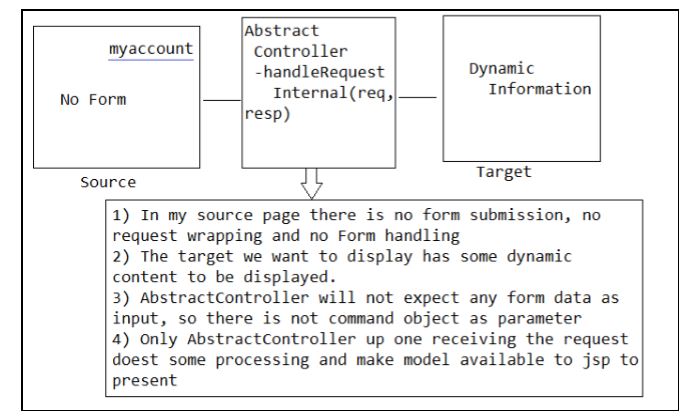 myaccount
No Form
Source
Abstract
Controller
-handleRequest
Internal(req,
resp)
Dynamic
Information
Target
1) In my source page there is no form submission, no
request wrapping and no Form handling
2) The target we want to display has some dynamic
content to be displayed.
3) AbstractController will not expect any form data as
input, so there is not command object as parameter
4) Only AbstractController up one receiving the request
doest some processing and make model available to jsp to
present